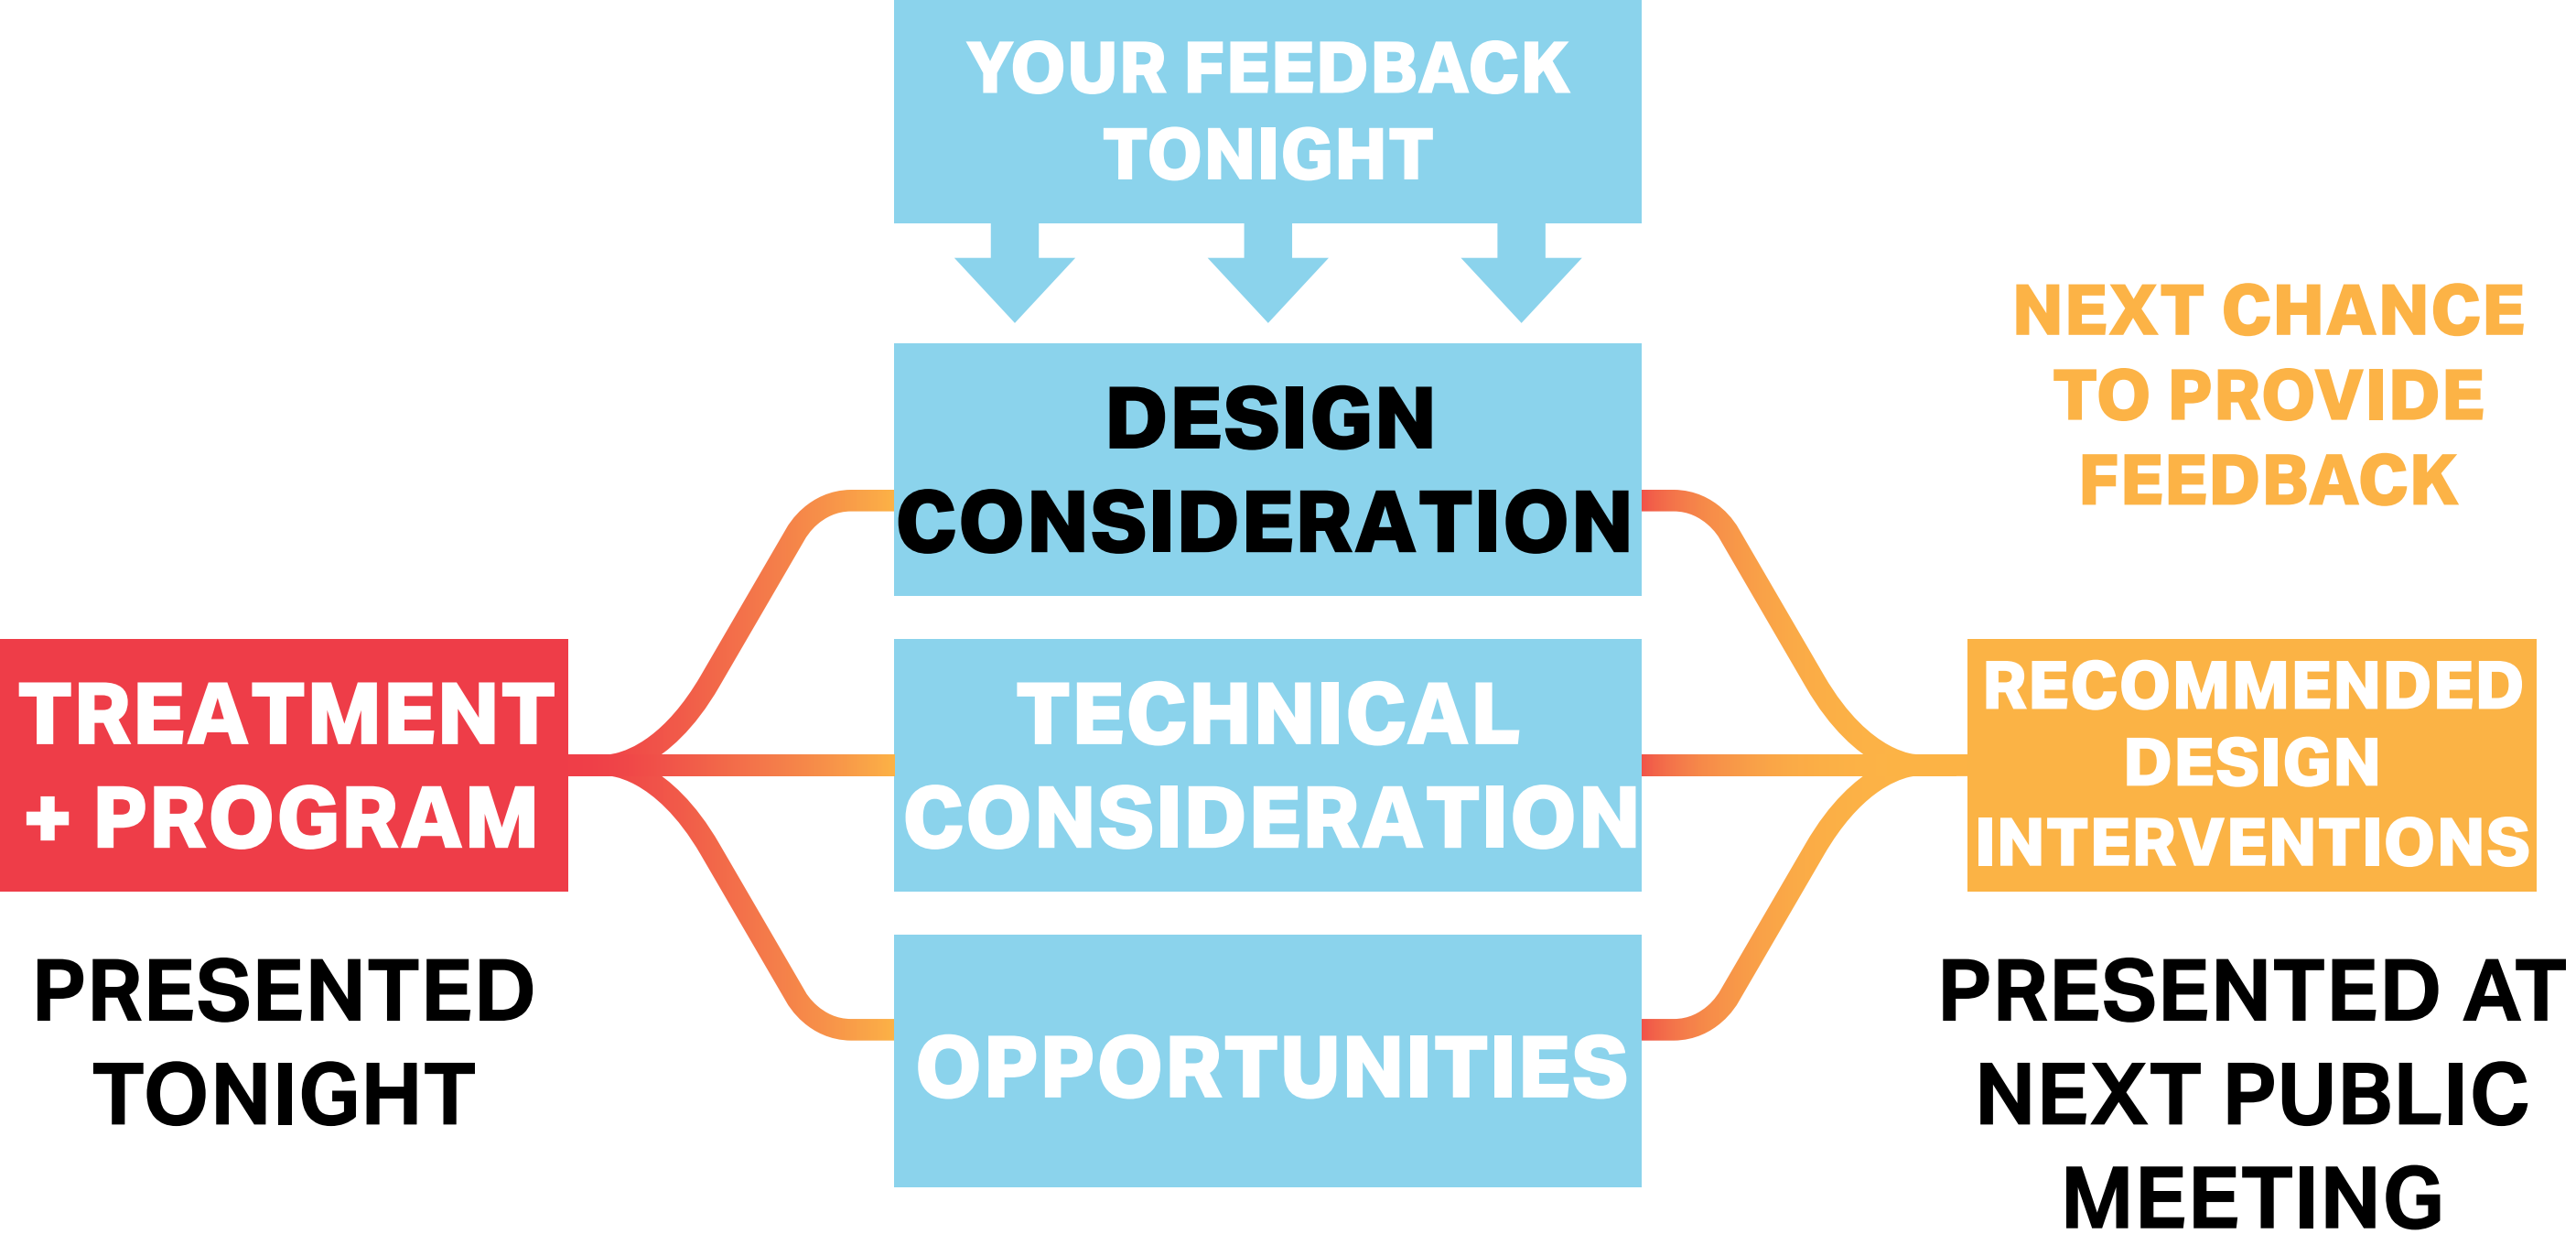 YOUR FEEDBACK
TONIGHT
DESIGN
CONSIDERATION
NEXT CHANCE
TO PROVIDE
FEEDBACK
TREATMENT
+ PROGRAM
TECHNICAL
CONSIDERATION
RECOMMENDED
DESIGN
INTERVENTIONS
PRESENTED
TONIGHT
OPPORTUNITIES
PRESENTED AT
NEXT PUBLIC
MEETING